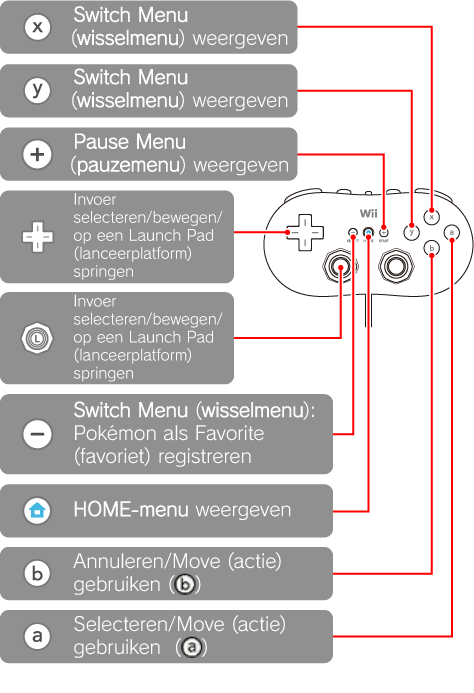 x Switch Menu
(wisselmenu) weergeven
y Switch Menu
(wisselmenu) weergeven
+ Pause Menu
(pauzemenu) weergeven
Invoer
selecteren/bewegen/
op een Launch Pad
(lanceerplatform)
springen
L Invoer
selecteren/bewegen/
op een Launch Pad
(lanceerplatform)
springen
− Switch Menu (wisselmenu):
Pokémon als Favorite
(favoriet) registreren
HOME-menu weergeven
b Annuleren/Move (actie)
gebruiken (b)
a Selecteren/Move (actie)
gebruiken (a)
Wii
x
y
a
b
START